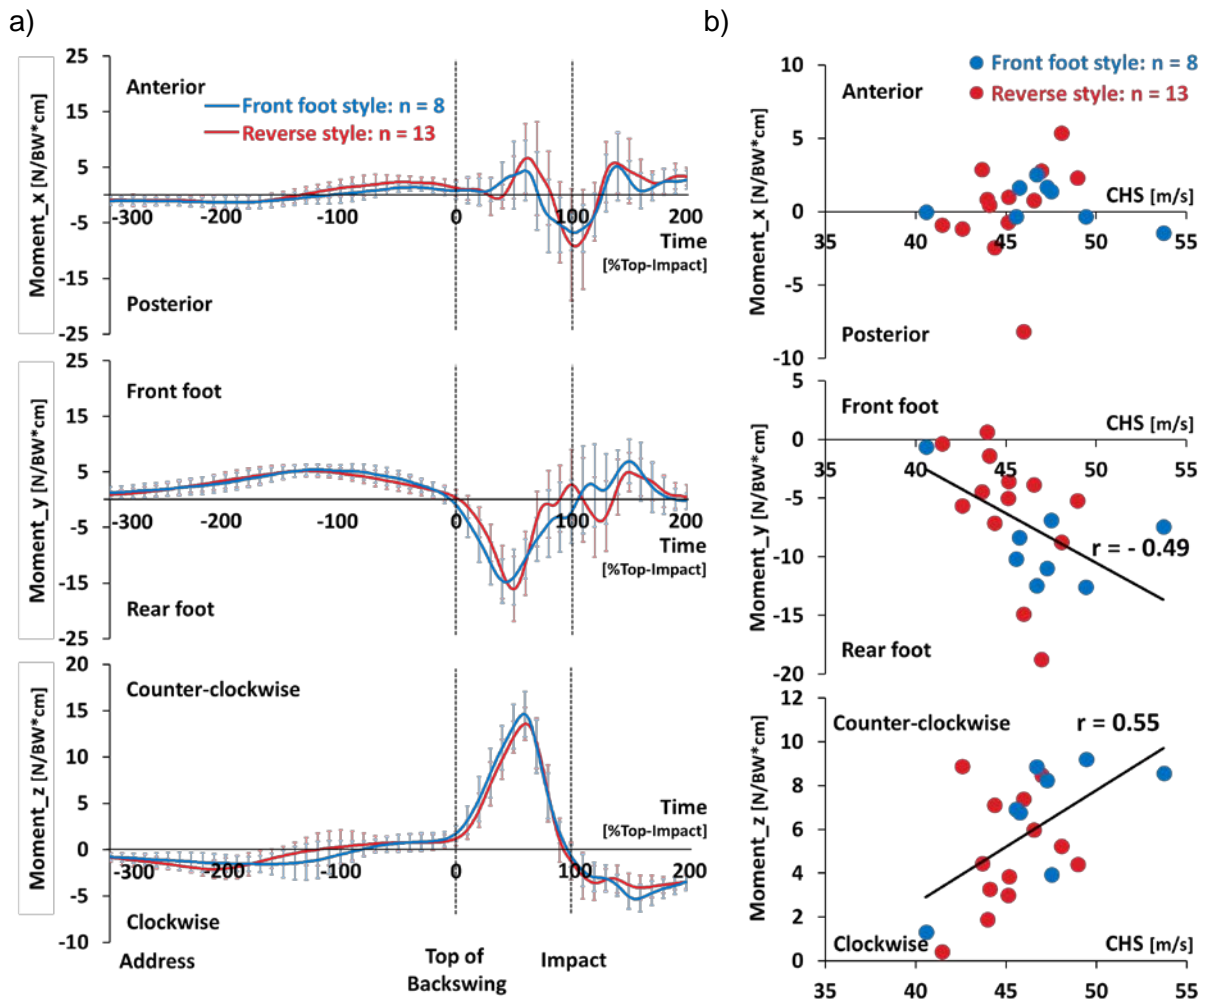 a)
25
15
5
-5
-15
-25
Moment_x [N/BW*cm]
Anterior
Front foot style: n = 8
Reverse style: n = 13
-300 -200 -100 0 100 200
Time
[%Top-Impact]
Posterior
25
15
5
-5
-15
-25
Moment_y [N/BW*cm]
Front foot
-300 -200 -100 0 100 200
Time
[%Top-Impact]
Rear foot
20
15
10
5
0
-5
-10
Moment_z [N/BW*cm]
Counter-clockwise
Time
[%Top-Impact]
-300 -200 -100 0 100 200
Clockwise
Address
Top of
Backswing
Impact
b)
Front foot style: n = 8
Reverse style: n = 13
10
5
0
-5
-10
Moment_x [N/BW*cm]
Anterior
CHS [m/s]
35 40 45 50 55
Posterior
5
0
-5
-10
-15
-20
Moment_y [N/BW*cm]
Front foot
CHS [m/s]
35 40 45 50 55
r = - 0.49
Rear foot
12
10
8
6
4
2
0
Moment_z [N/BW*cm]
Counter-clockwise
r = 0.55
Clockwise
CHS [m/s]
35 40 45 50 55